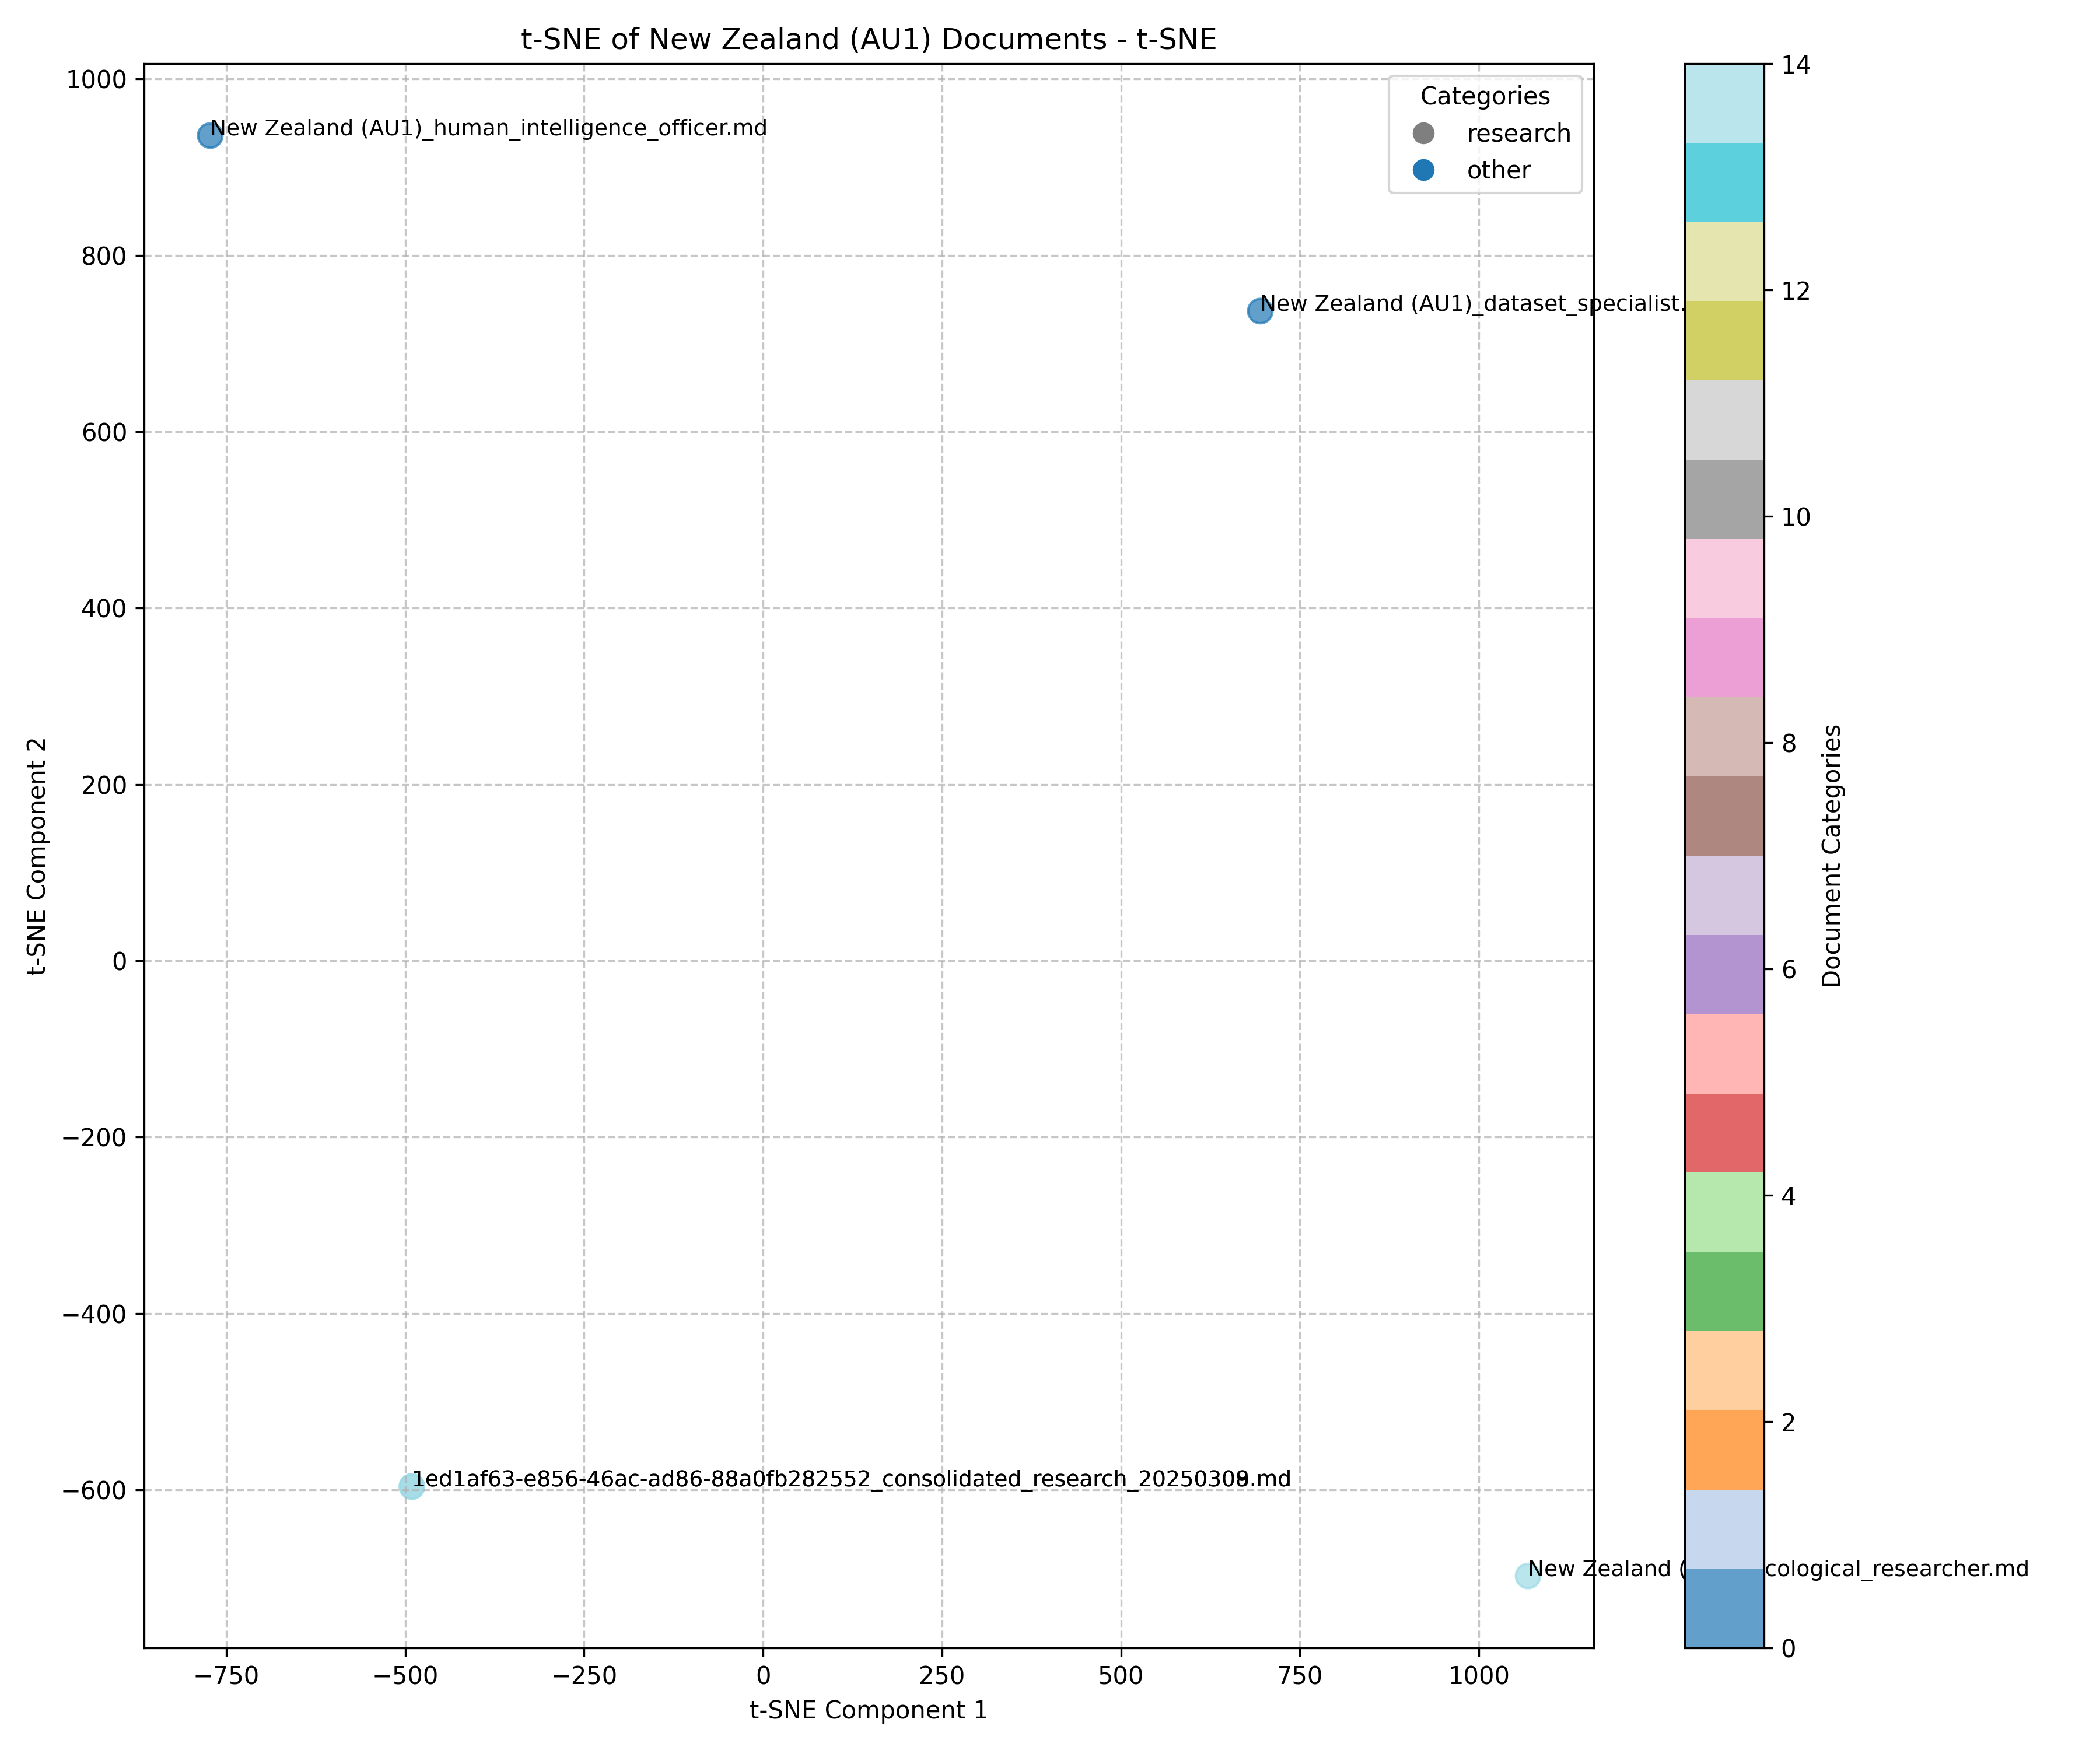 t-SNE of New Zealand (AU1) Documents - t-SNE
Categories
research
other
New Zealand (AU1)_human_intelligence_officer.md
New Zealand (AU1)_dataset_specialist.
1ed1af63-e856-46ac-ad86-88a0fb282552_consolidated_research_2025030
.md
New Zealand (
cological_researcher.md
t-SNE Component 2
1000
800
600
400
200
0
−200
−400
−600
−750
−500
−250
0
250
500
750
1000
t-SNE Component 1
14
12
10
8
6
4
2
0
Document Categories